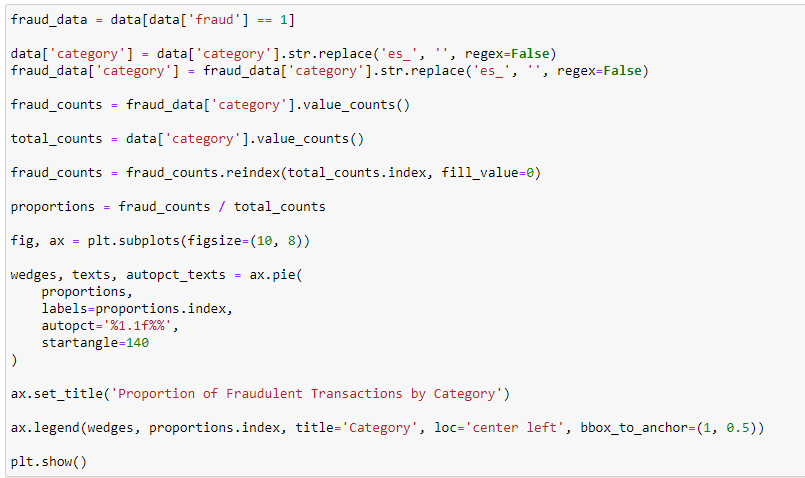 fraud_data = data[data['fraud'] == 1]
data['category'] = data['category'].str.replace('es_', '', regex=False)
fraud_data['category'] = fraud_data['category'].str.replace('es_', '', regex=False)
fraud_counts = fraud_data['category'].value_counts()
total_counts = data['category'].value_counts()
fraud_counts = fraud_counts.reindex(total_counts.index, fill_value=0)
proportions = fraud_counts / total_counts
fig, ax = plt.subplots(figsize=(10, 8))
wedges, texts, autopct_texts = ax.pie(
    proportions,
    labels=proportions.index,
    autopct='%1.1f%%',
    startangle=140
)
ax.set_title('Proportion of Fraudulent Transactions by Category')
ax.legend(wedges, proportions.index, title='Category', loc='center left', bbox_to_anchor=(1, 0.5))
plt.show()